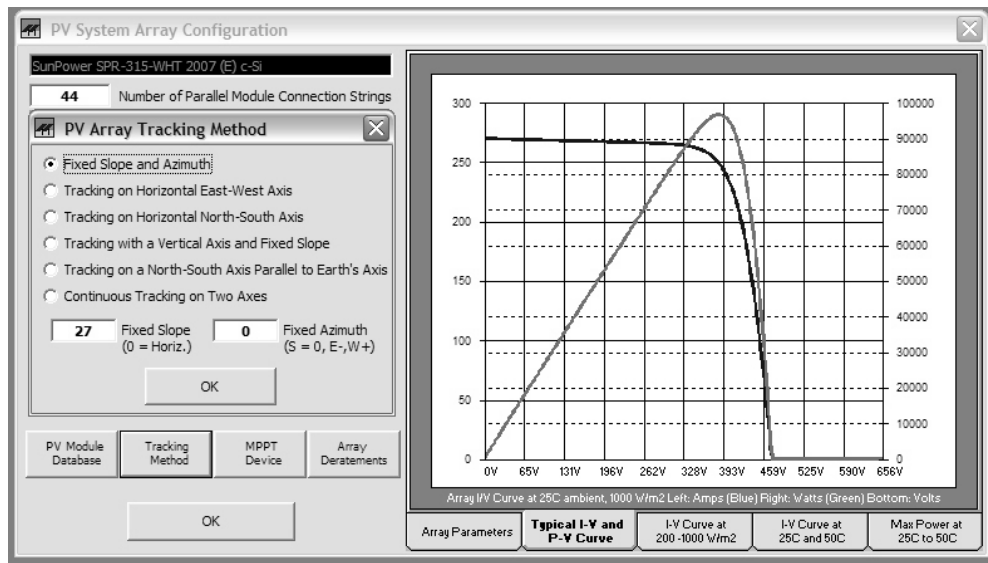 PV System Array Configuration
SunPower SPR-315-WHT 2007 (E) c-Si
44 Number of Parallel Module Connection Strings
PV Array Tracking Method
Fixed Slope and Azimuth
Tracking on Horizontal East-West Axis
Tracking on Horizontal North-South Axis
Tracking with a Vertical Axis and Fixed Slope
Tracking on a North-South Axis Parallel to Earth's Axis
Continuous Tracking on Two Axes
27 Fixed Slope 0 Fixed Azimuth
(0 = Horiz.) (S = 0, E-,W+)
OK
PV Module Tracking MPPT Array
Database Method Device Deratements
OK
300 100000
90000
250
80000
200 70000
60000
150 50000
40000
100
30000
50 20000
10000
0 0
0V 65V 131V 196V 262V 328V 393V 459V 525V 590V 656V
Array I/V Curve at 25C ambient, 1000 W/m2 Left: Amps (Blue) Right: Watts (Green) Bottom: Volts
Array Parameters
Typical I-V and
P-V Curve
I-V Curve at
200 -1000 W/m2
I-V Curve at
25C and 50C
Max Power at
25C to 50C